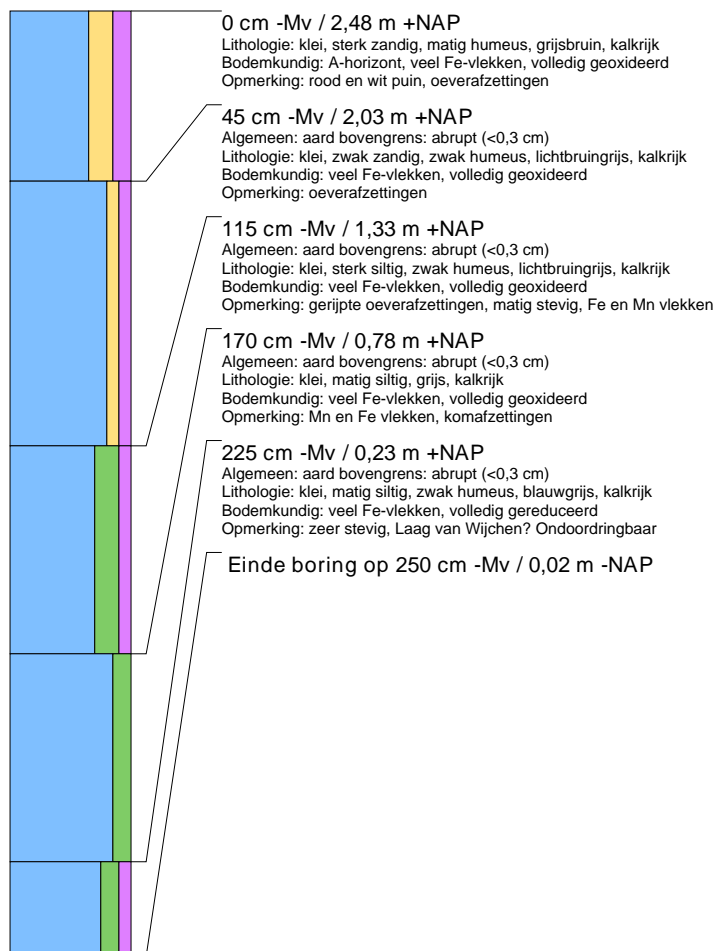 0 cm -Mv / 2,48 m +NAP
Lithologie: klei, sterk zandig, matig humeus, grijsbruin, kalkrijk
Bodemkundig: A-horizont, veel Fe-vlekken, volledig geoxideerd
Opmerking: rood en wit puin, oeverafzettingen
45 cm -Mv / 2,03 m +NAP
Algemeen: aard bovengrens: abrupt (<0,3 cm)
Lithologie: klei, zwak zandig, zwak humeus, lichtbruingrijs, kalkrijk
Bodemkundig: veel Fe-vlekken, volledig geoxideerd
Opmerking: oeverafzettingen
115 cm -Mv / 1,33 m +NAP
Algemeen: aard bovengrens: abrupt (<0,3 cm)
Lithologie: klei, sterk siltig, zwak humeus, lichtbruingrijs, kalkrijk
Bodemkundig: veel Fe-vlekken, volledig geoxideerd
Opmerking: gerijpte oeverafzettingen, matig stevig, Fe en Mn vlekken
170 cm -Mv / 0,78 m +NAP
Algemeen: aard bovengrens: abrupt (<0,3 cm)
Lithologie: klei, matig siltig, grijs, kalkrijk
Bodemkundig: veel Fe-vlekken, volledig geoxideerd
Opmerking: Mn en Fe vlekken, komafzettingen
225 cm -Mv / 0,23 m +NAP
Algemeen: aard bovengrens: abrupt (<0,3 cm)
Lithologie: klei, matig siltig, zwak humeus, blauwgrijs, kalkrijk
Bodemkundig: veel Fe-vlekken, volledig gereduceerd
Opmerking: zeer stevig, Laag van Wijchen? Ondoordringbaar
Einde boring op 250 cm -Mv / 0,02 m -NAP